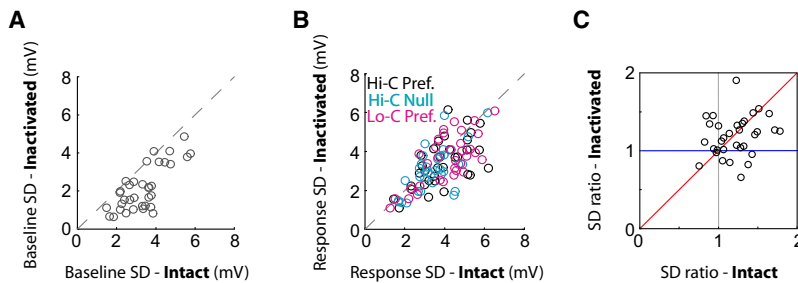 A
Baseline SD - Inactivated (mV)
8
6
4
2
0
0 2 4 6 8
Baseline SD - Intact (mV)
B
Response SD - Inactivated (mV)
8
6
4
2
0
Hi-C Pref.
Hi-C Null
Lo-C Pref.
0 2 4 6 8
Response SD - Intact (mV)
C
SD ratio - Inactivated
2
1
0
0 1 2
SD ratio - Intact